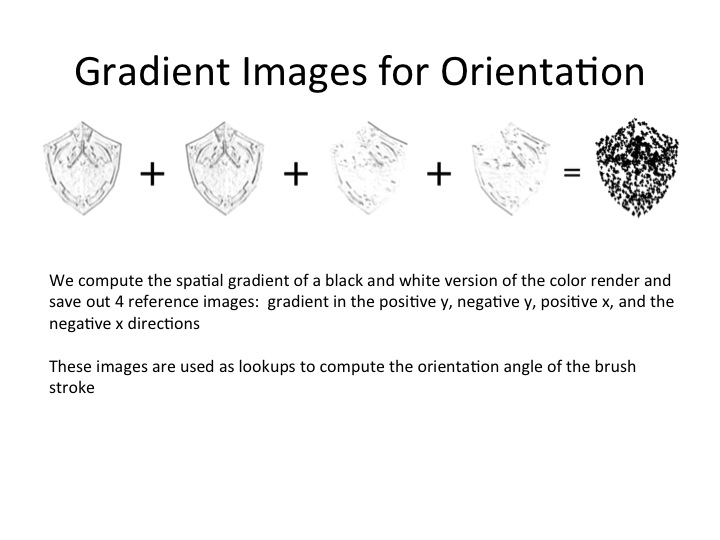 Gradient Images for Orientation
+ + + =
We compute the spatial gradient of a black and white version of the color render and
save out 4 reference images:  gradient in the positive y, negative y, positive x, and the
negative x directions
These images are used as lookups to compute the orientation angle of the brush
stroke